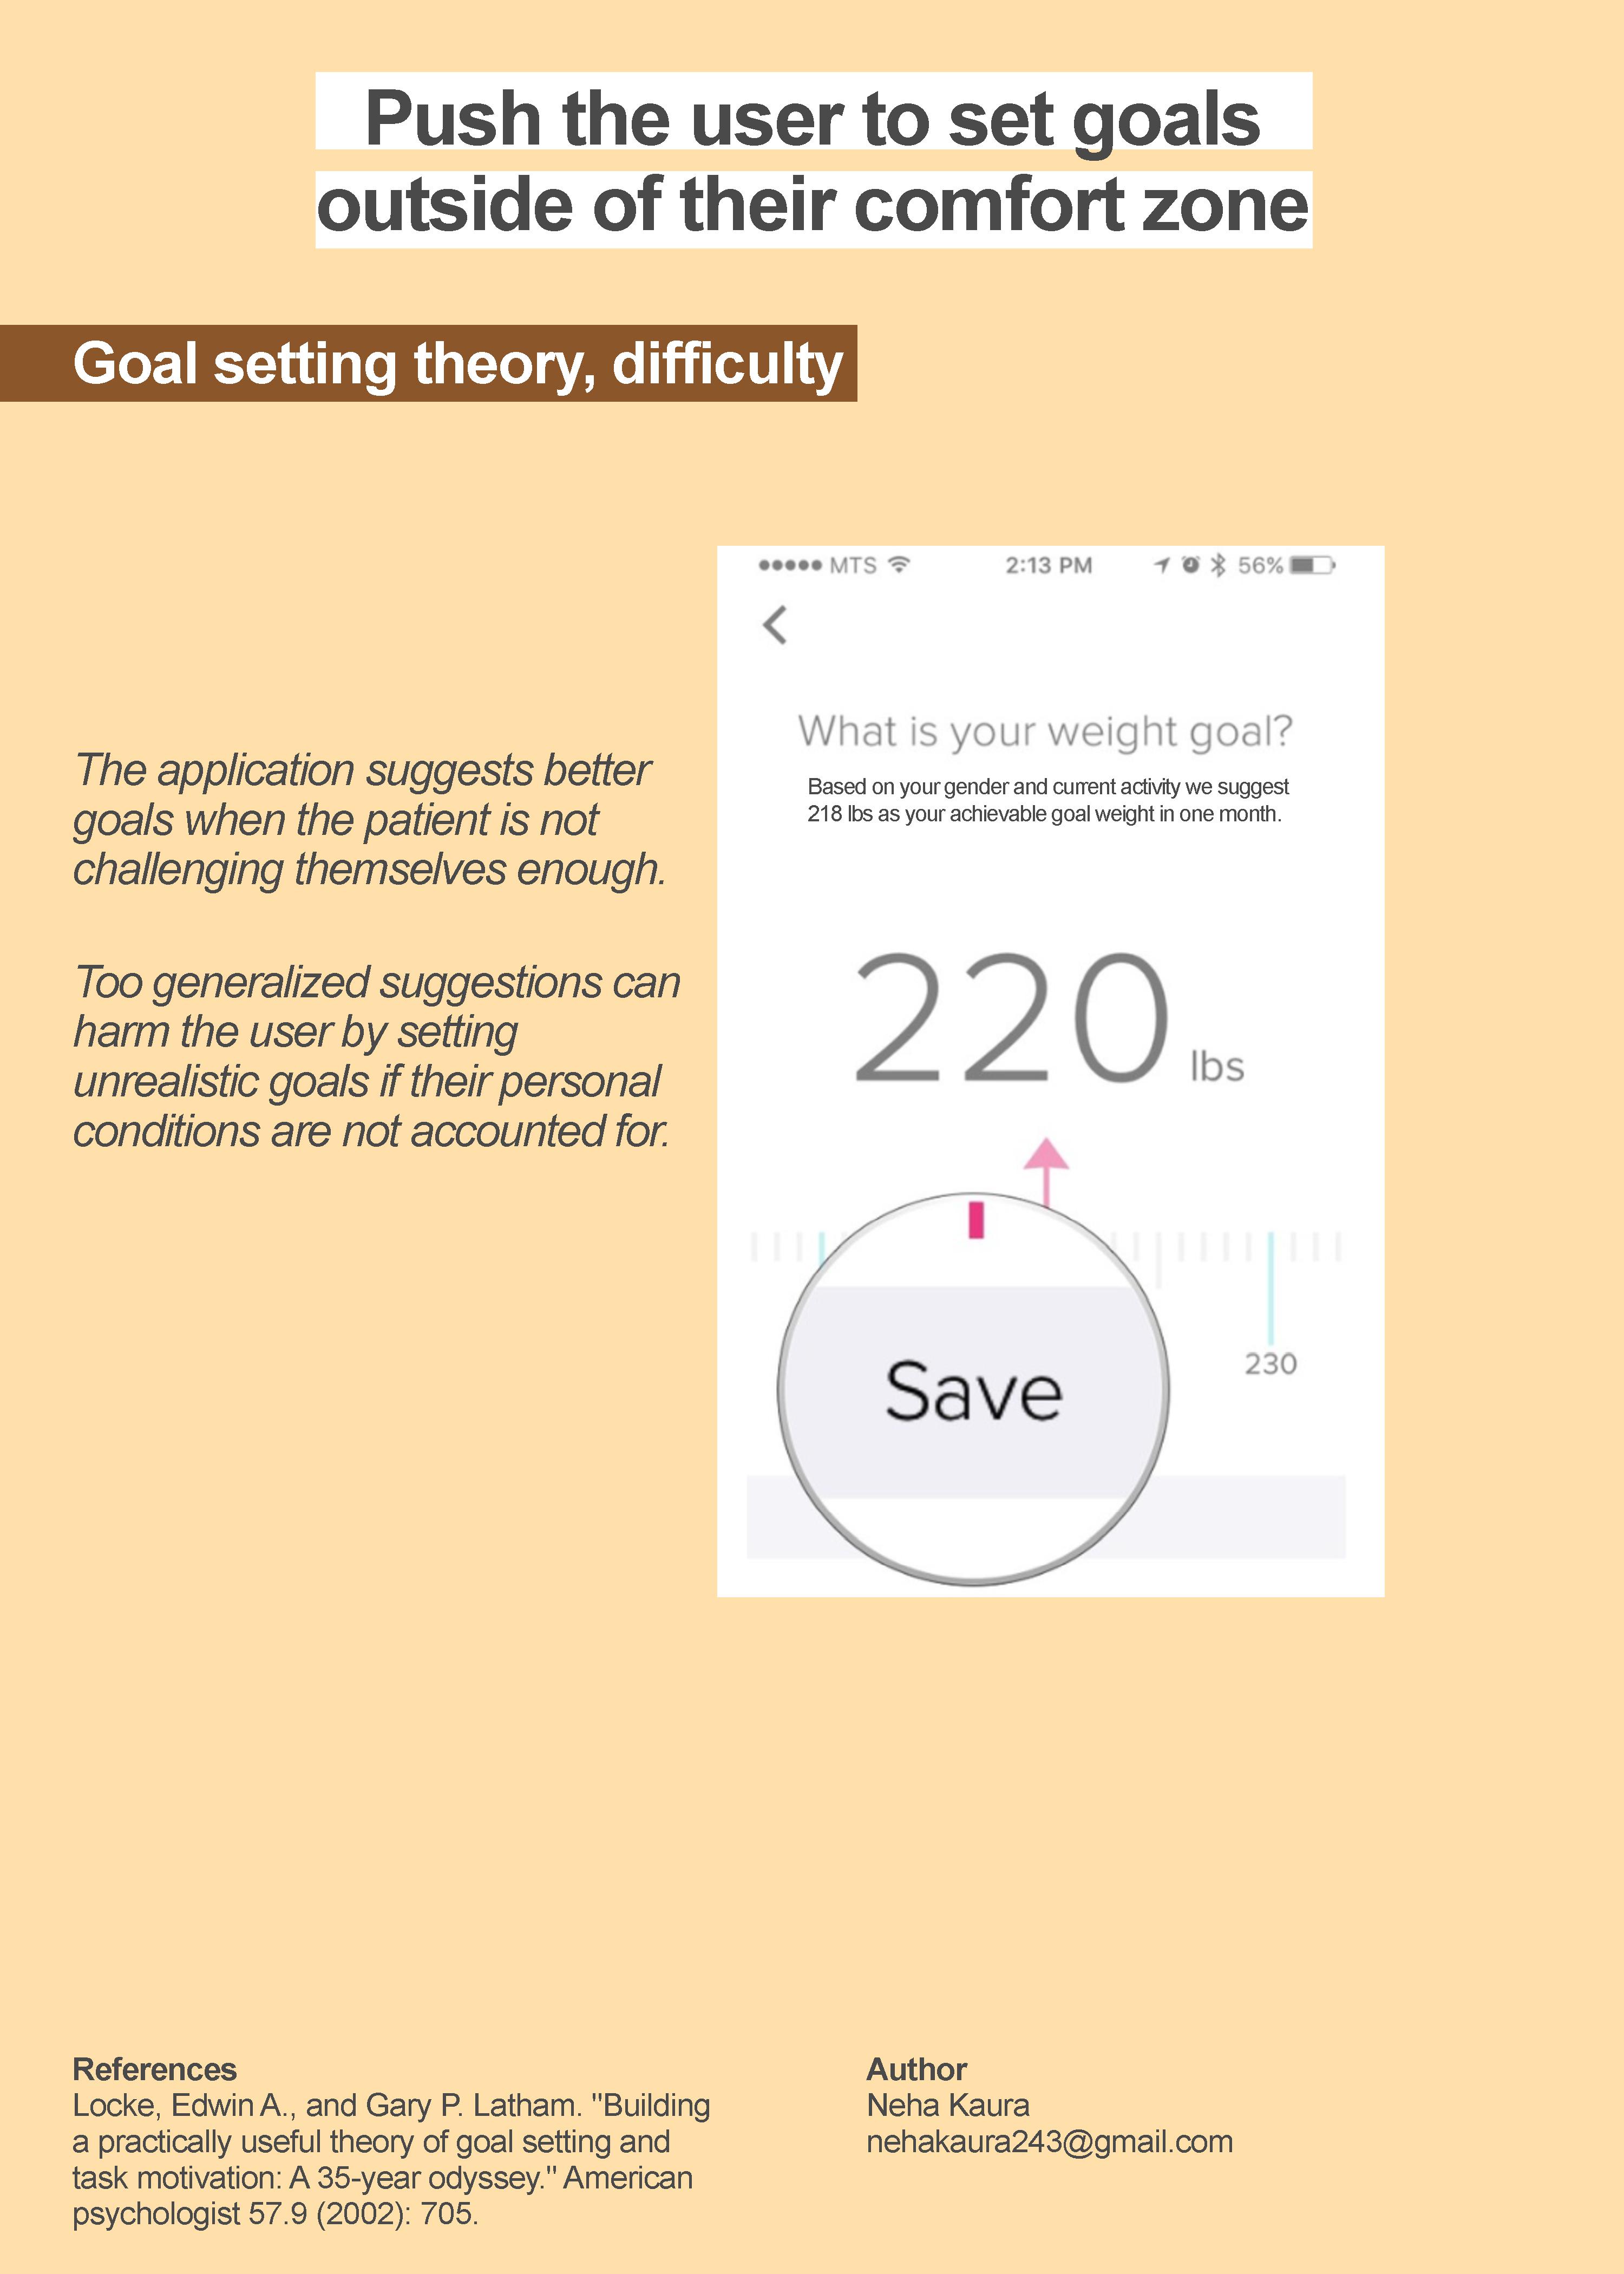 Push the user to set goals
outside of their comfort zone
Goal setting theory, difficulty
The application suggests better
goals when the patient is not
challenging themselves enough.
Too generalized suggestions can
harm the user by setting
unrealistic goals if their personal
conditions are not accounted for.
MTS 2:13 PM 56%
What is your weight goal?
Based on your gender and current activity we suggest
218 lbs as your achievable goal weight in one month.
220 lbs
230
Save
References
Locke, Edwin A., and Gary P. Latham. "Building
a practically useful theory of goal setting and
task motivation: A 35-year odyssey." American
psychologist 57.9 (2002): 705.
Author
Neha Kaura
nehakaura243@gmail.com